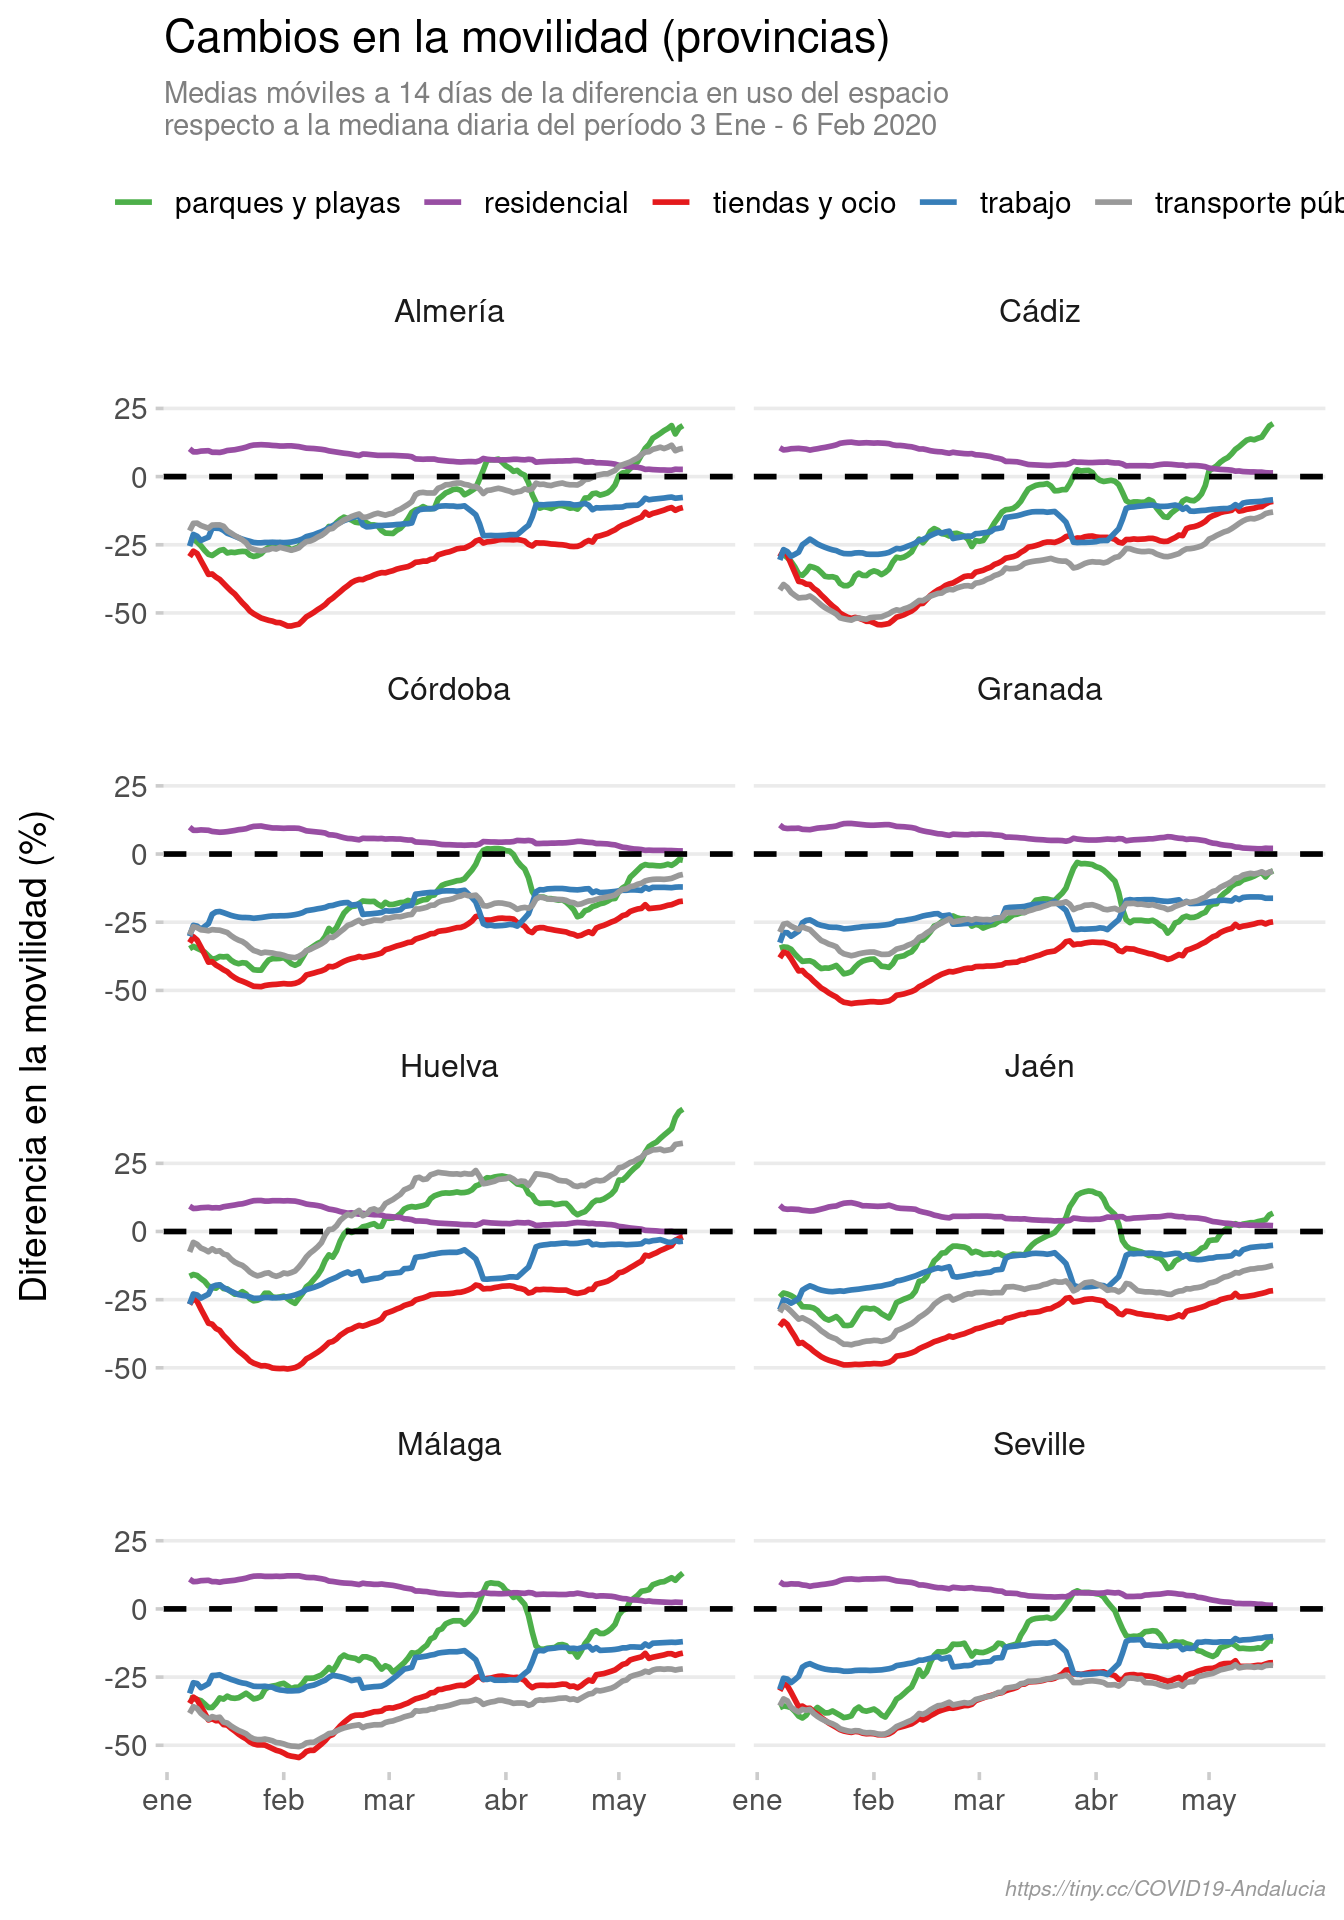 Cambios en la movilidad (provincias)
Medias móviles a 14 días de la diferencia en uso del espacio
respecto a la mediana diaria del período 3 Ene - 6 Feb 2020
parques y playas residencial tiendas y ocio trabajo transporte púb
Almería Cádiz
25
0
-25
-50
Córdoba Granada
25
0
-25
-50
Huelva Jaén
25
0
-25
-50
Málaga Seville
25
0
-25
-50
ene feb mar abr may ene feb mar abr may
Diferencia en la movilidad (%)
https://tiny.cc/COVID19-Andalucia